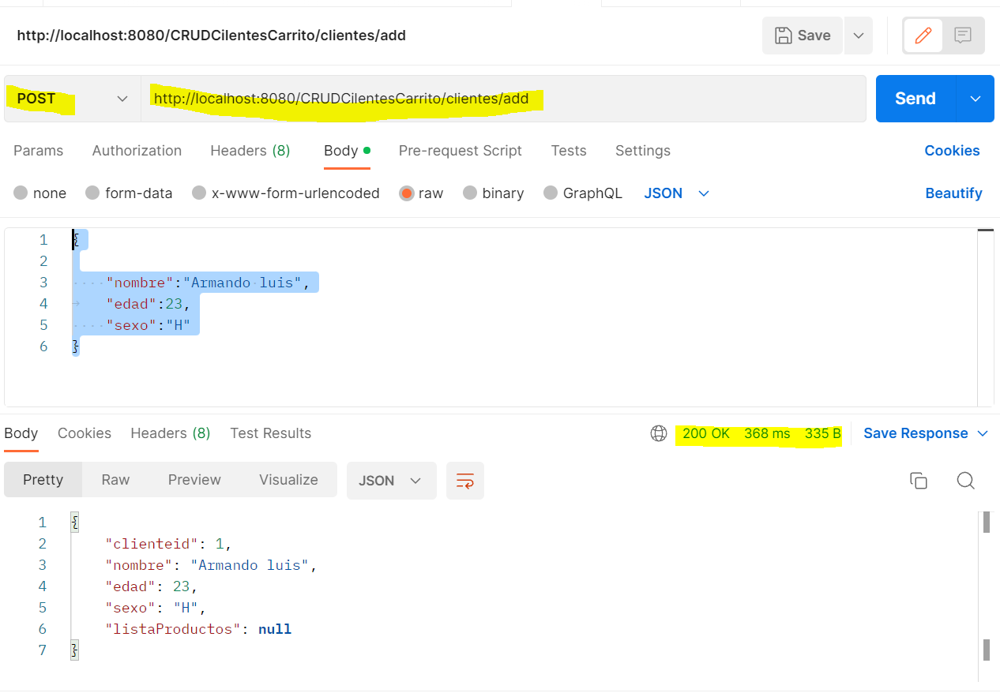 http://localhost:8080/CRUDCilentesCarrito/clientes/add
Save
POST
http://localhost:8080/CRUDCilentesCarrito/clientes/add
Send
Params Authorization Headers (8) Body Pre-request Script Tests Settings Cookies
none form-data x-www-form-urlencoded raw binary GraphQL JSON Beautify
1 {
2
3 "nombre":"Armando luis",
4 "edad":23,
5 "sexo":"H"
6 }
Body Cookies Headers (8) Test Results 200 OK 368 ms 335 B Save Response
Pretty Raw Preview Visualize JSON
1 {
2 "clienteid": 1,
3 "nombre": "Armando luis",
4 "edad": 23,
5 "sexo": "H",
6 "listaProductos": null
7 }